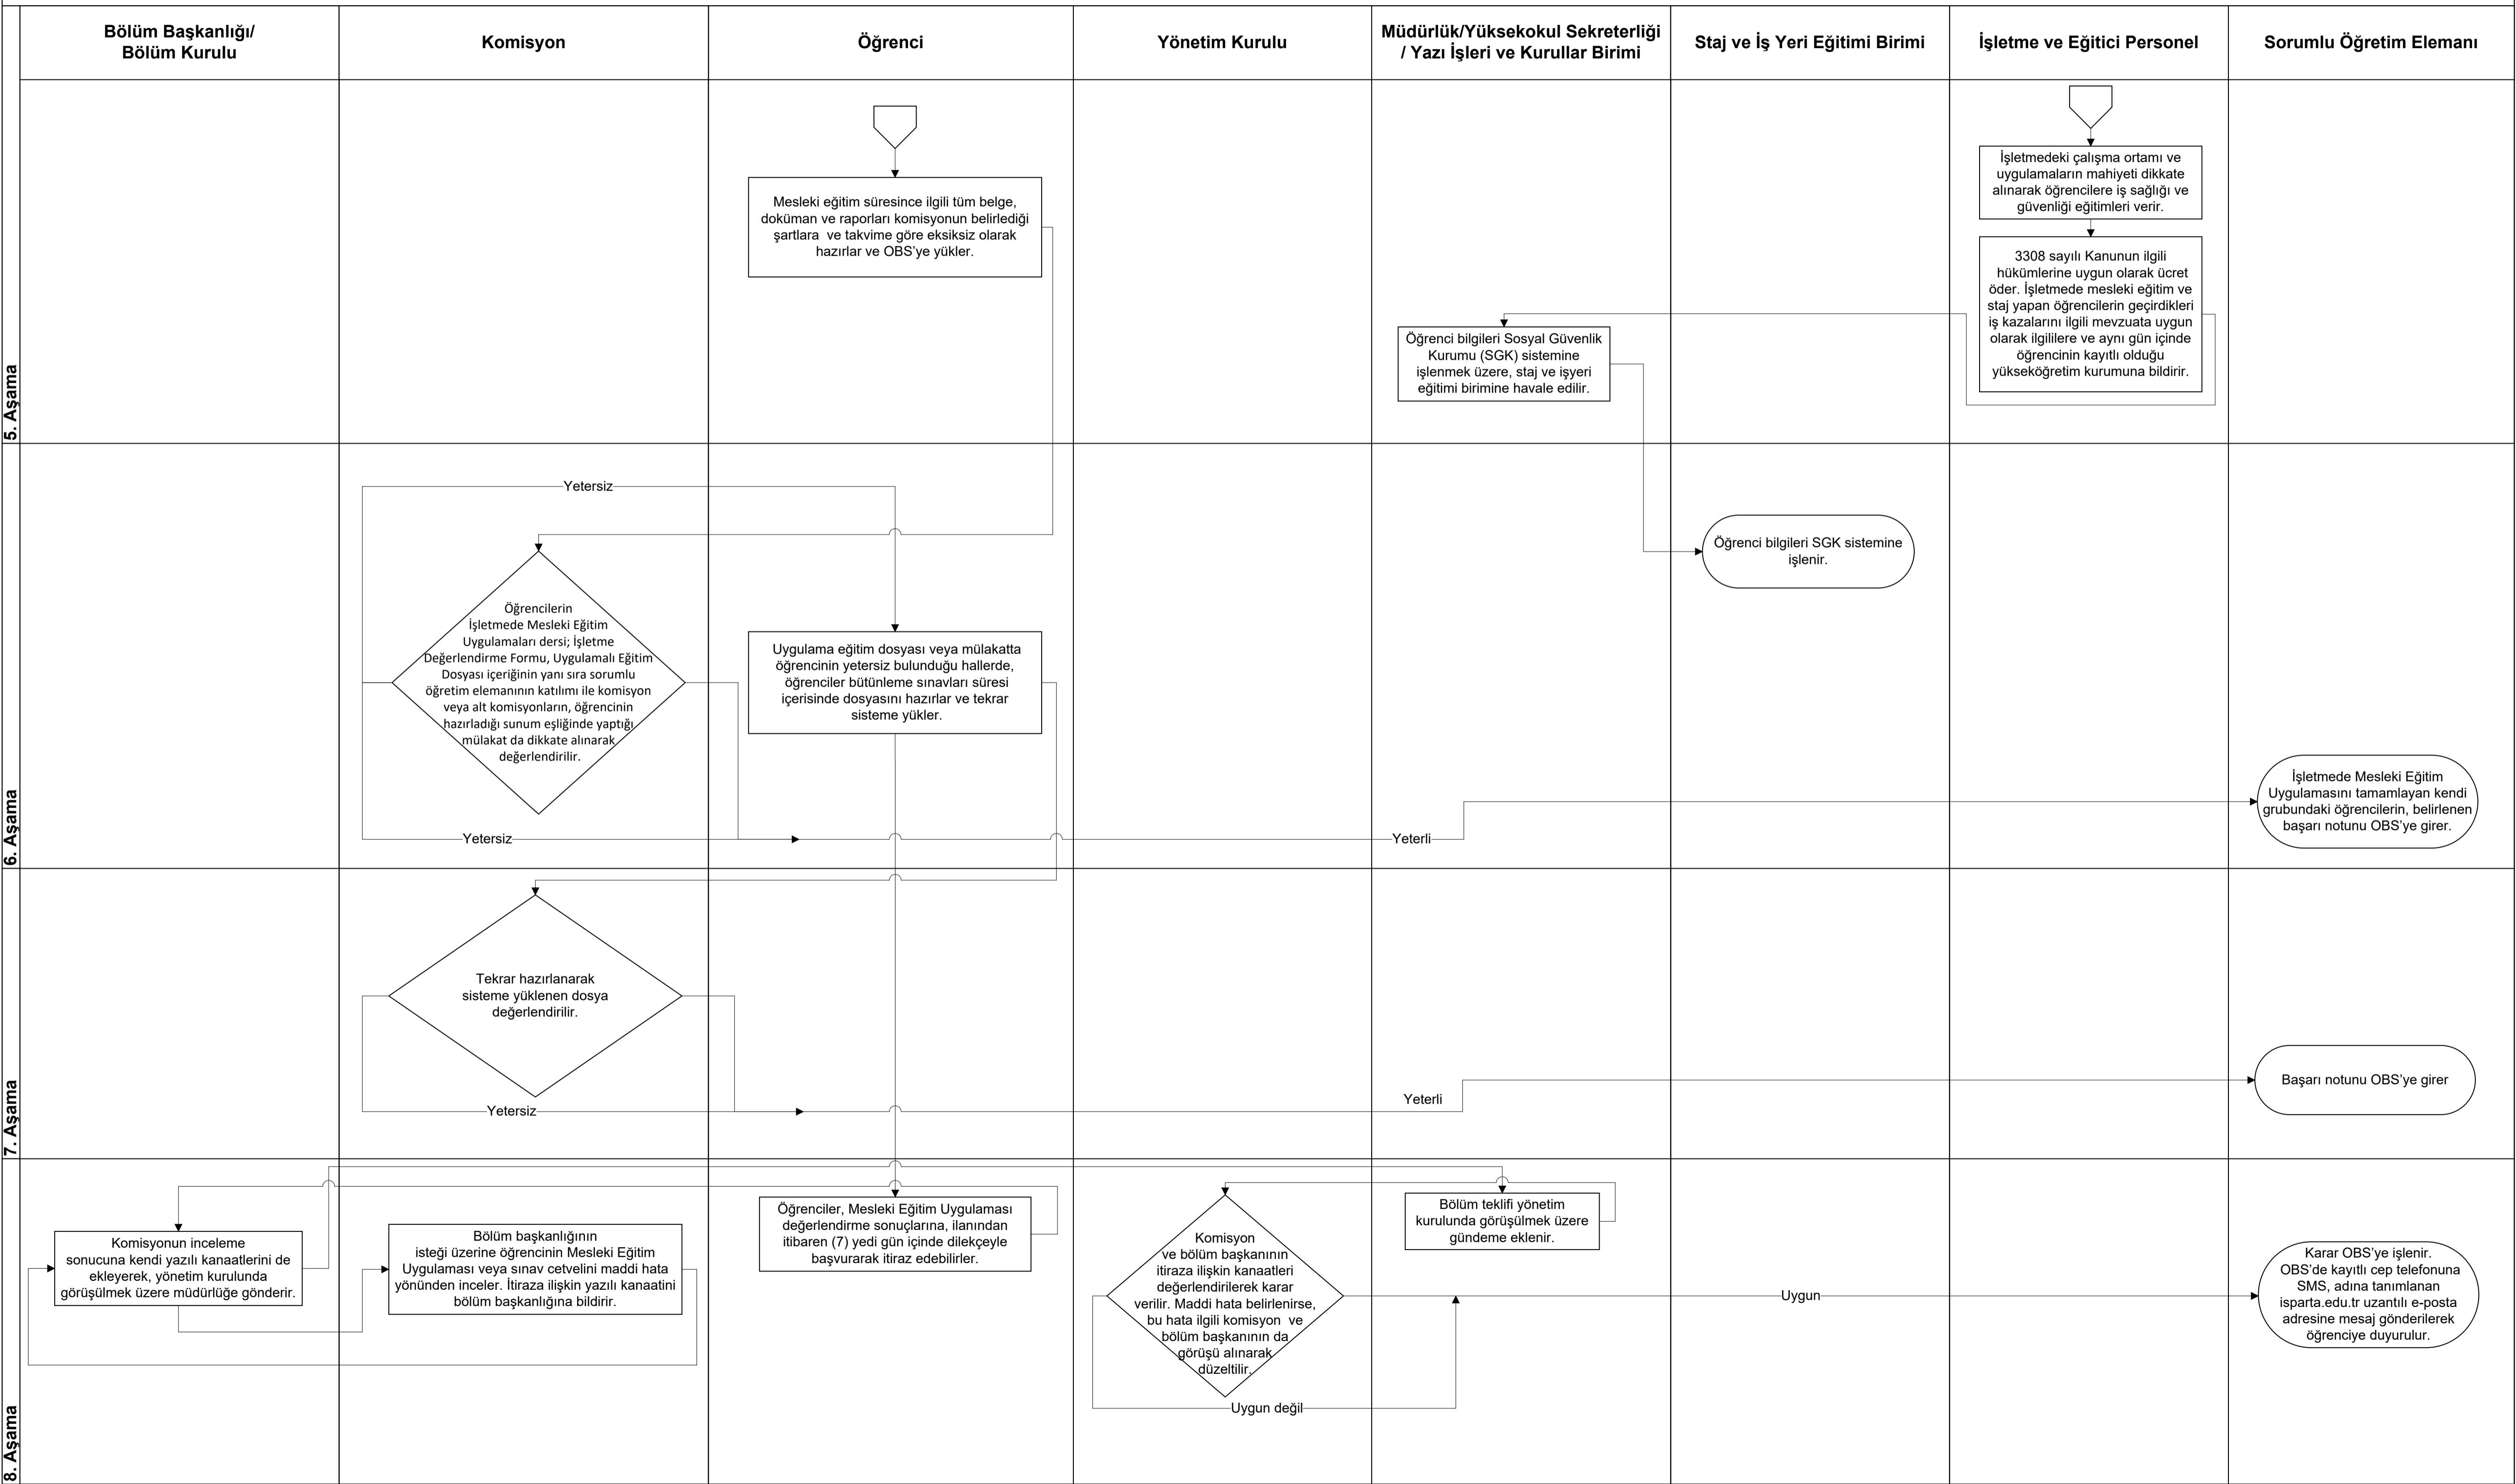 Bölüm Başkanlığı/
Bölüm Kurulu
Komisyon
Öğrenci
Yönetim Kurulu
Müdürlük/Yüksekokul Sekreterliği
/ Yazı İşleri ve Kurullar Birimi
Staj ve İş Yeri Eğitimi Birimi
İşletme ve Eğitici Personel
Sorumlu Öğretim Elemanı
5. Aşama
Mesleki eğitim süresince ilgili tüm belge,
doküman ve raporları komisyonun belirlediği
şartlara ve takvime göre eksiksiz olarak
hazırlar ve OBS’ye yükler.
İşletmedeki çalışma ortamı ve
uygulamaların mahiyeti dikkate
alınarak öğrencilere iş sağlığı ve
güvenliği eğitimleri verir.
3308 sayılı Kanunun ilgili
hükümlerine uygun olarak ücret
öder. İşletmede mesleki eğitim ve
staj yapan öğrencilerin geçirdikleri
iş kazalarını ilgili mevzuata uygun
olarak ilgililere ve aynı gün içinde
öğrencinin kayıtlı olduğu
yükseköğretim kurumuna bildirir.
Öğrenci bilgileri Sosyal Güvenlik
Kurumu (SGK) sistemine
işlenmek üzere, staj ve işyeri
eğitimi birimine havale edilir.
6. Aşama
Yetersiz
Öğrenci bilgileri SGK sistemine
işlenir.
Öğrencilerin
İşletmede Mesleki Eğitim
Uygulamaları dersi; İşletme
Değerlendirme Formu, Uygulamalı Eğitim
Dosyası içeriğinin yanı sıra sorumlu
öğretim elemanının katılımı ile komisyon
veya alt komisyonların, öğrencinin
hazırladığı sunum eşliğinde yaptığı
mülakat da dikkate alınarak
değerlendirilir.
Uygulama eğitim dosyası veya mülakatta
öğrencinin yetersiz bulunduğu hallerde,
öğrenciler bütünleme sınavları süresi
içerisinde dosyasını hazırlar ve tekrar
sisteme yükler.
İşletmede Mesleki Eğitim
Uygulamasını tamamlayan kendi
grubundaki öğrencilerin, belirlenen
başarı notunu OBS’ye girer.
Yetersiz
Yeterli
7. Aşama
Tekrar hazırlanarak
sisteme yüklenen dosya
değerlendirilir.
Yetersiz
Yeterli
Başarı notunu OBS’ye girer
8. Aşama
Komisyonun inceleme
sonucuna kendi yazılı kanaatlerini de
ekleyerek, yönetim kurulunda
görüşülmek üzere müdürlüğe gönderir.
Bölüm başkanlığının
isteği üzerine öğrencinin Mesleki Eğitim
Uygulaması veya sınav cetvelini maddi hata
yönünden inceler. İtiraza ilişkin yazılı kanaatini
bölüm başkanlığına bildirir.
Öğrenciler, Mesleki Eğitim Uygulaması
değerlendirme sonuçlarına, ilanından
itibaren (7) yedi gün içinde dilekçeyle
başvurarak itiraz edebilirler.
Komisyon
ve bölüm başkanının
itiraza ilişkin kanaatleri
değerlendirilerek karar
verilir. Maddi hata belirlenirse,
bu hata ilgili komisyon ve
bölüm başkanının da
görüşü alınarak
düzeltilir.
Uygun değil
Bölüm teklifi yönetim
kurulunda görüşülmek üzere
gündeme eklenir.
Uygun
Karar OBS’ye işlenir.
OBS’de kayıtlı cep telefonuna
SMS, adına tanımlanan
isparta.edu.tr uzantılı e-posta
adresine mesaj gönderilerek
öğrenciye duyurulur.